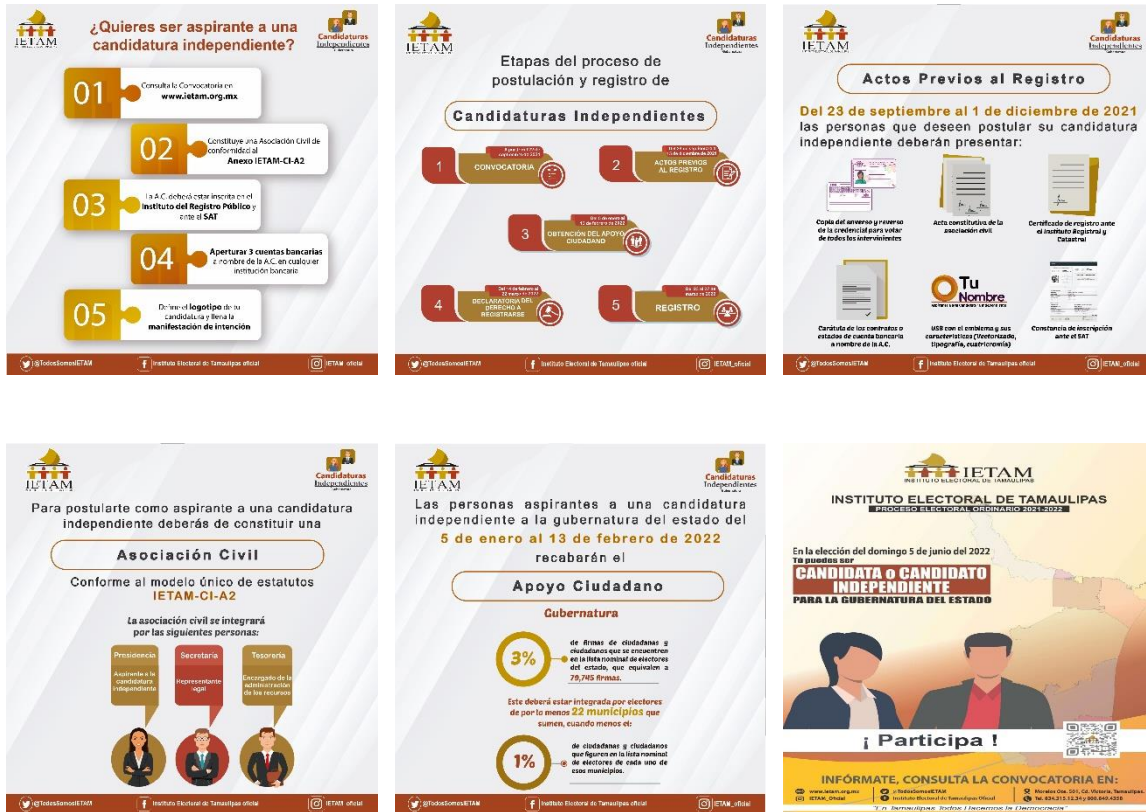 IETAM
¿Quieres ser aspirante a una
candidatura independiente?
Candidaturas
Independientes
01
Consulta la Convocatoria en
www.ietam.org.mx
02
Constituye una Asociación Civil de
conformidad al
Anexo IETAM-CI-A2
03
La A.C. deberá estar inscrita en el
Instituto del Registro Público y
ante el SAT
04
Aperturar 3 cuentas bancarias
a nombre de la A.C. en cualquier
institución bancaria
05
Define el logotipo de tu
candidatura y llena la
manifestación de intención
@TodosSomosIETAM
Instituto Electoral de Tamaulipas oficial
IETAM_oficial
IETAM
Candidaturas
Independientes
Etapas del proceso de
postulación y registro de
Candidaturas Independientes
1
CONVOCATORIA
2
ACTOS PREVIOS
AL REGISTRO
3
OBTENCIÓN DEL APOYO
CIUDADANO
4
DECLARATORIA DEL
DERECHO A
REGISTRARSE
5
REGISTRO
@TodosSomosIETAM
Instituto Electoral de Tamaulipas oficial
IETAM_oficial
IETAM
Candidaturas
Independientes
Actos Previos al Registro
Del 23 de septiembre al 1 de diciembre de 2021
las personas que deseen postular su candidatura
independiente deberán presentar:
Copia del anverso y reverso
de la credencial para votar
de todos los intervinientes
Acta constitutiva de la
asociación civil
Certificado de registro ante
el Instituto Registral y
Catastral
Carátula de los contratos o
estados de cuenta bancaria
a nombre de la A.C.
Tu
Nombre
USB con el emblema y sus
características (Vectorizado,
tipografía, cuatricromía)
Constancia de inscripción
ante el SAT
@TodosSomosIETAM
Instituto Electoral de Tamaulipas oficial
IETAM_oficial
IETAM
Candidaturas
Independientes
Para postularte como aspirante a una candidatura
independiente deberás de constituir una
Asociación Civil
Conforme al modelo único de estatutos
IETAM-CI-A2
La asociación civil se integrará
por las siguientes personas:
Presidencia
Aspirante a la
candidatura
independiente
Secretaría
Representante
legal
Tesorería
Encargado de la
administración
de los recursos
@TodosSomosIETAM
Instituto Electoral de Tamaulipas oficial
IETAM_oficial
IETAM
Candidaturas
Independientes
Las personas aspirantes a una candidatura
independiente a la gubernatura del estado del
5 de enero al 13 de febrero de 2022
recabarán el
Apoyo Ciudadano
Gubernatura
3%
de firmas de ciudadanas y
ciudadanos que se encuentren
en la lista nominal de electores
del estado, que equivalen a
79,745 firmas.
Este deberá estar integrada por electores
de por lo menos 22 municipios que
sumen, cuando menos el:
1%
de ciudadanas y ciudadanos
que figuren en la lista nominal
de electores de cada uno de
esos municipios.
@TodosSomosIETAM
Instituto Electoral de Tamaulipas oficial
IETAM_oficial
IETAM
INSTITUTO ELECTORAL DE TAMAULIPAS
INSTITUTO ELECTORAL DE TAMAULIPAS
PROCESO ELECTORAL ORDINARIO 2021-2022
En la elección del domingo 5 de junio del 2022
Tú puedes ser
CANDIDATA o CANDIDATO
INDEPENDIENTE
PARA LA GUBERNATURA DEL ESTADO
¡ Participa !
INFÓRMATE, CONSULTA LA CONVOCATORIA EN:
www.ietam.org.mx
@TodosSomosIETAM
IETAM_Oficial
Instituto Electoral de Tamaulipas Oficial
"En Tamaulipas Todos Hacemos la Democracia"